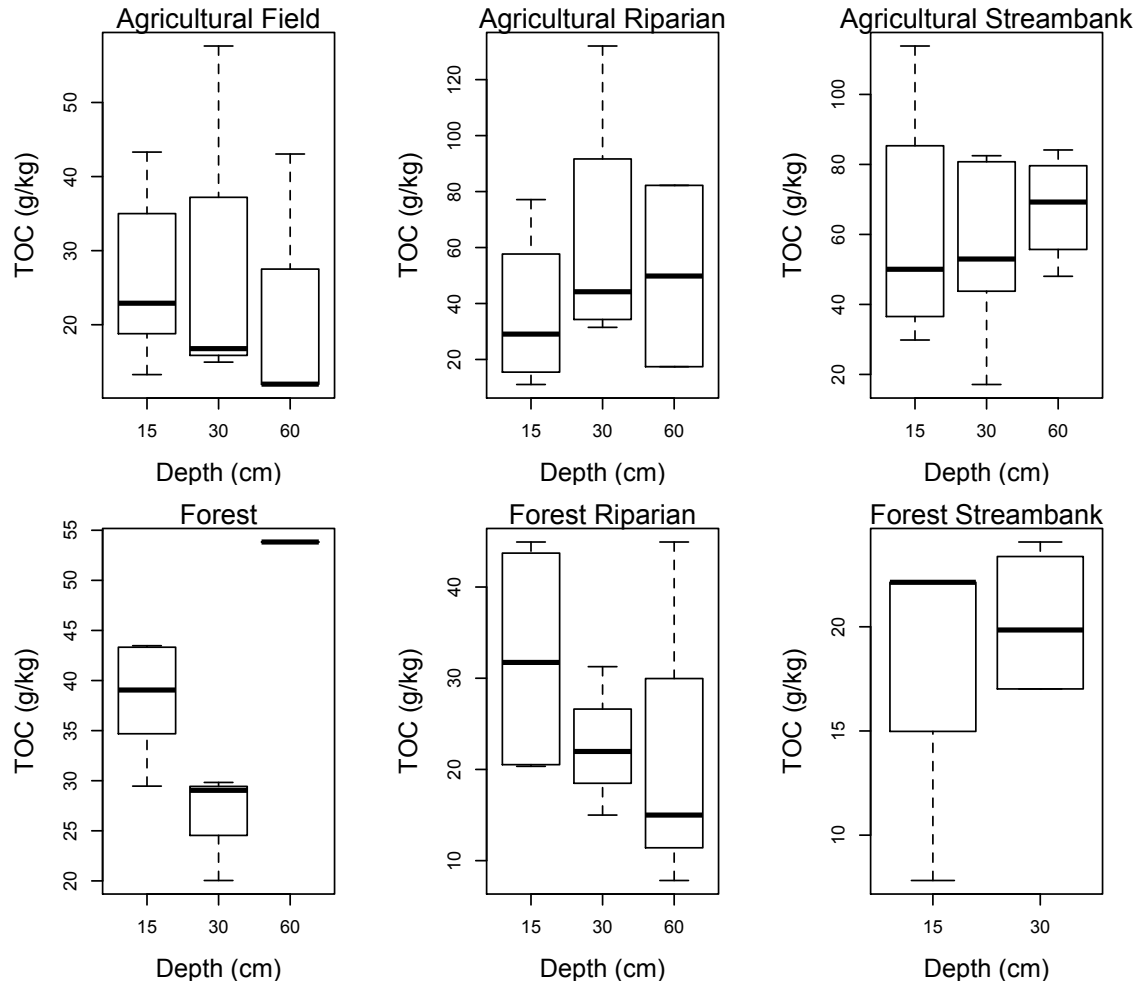 Agricultural Field
TOC (g/kg)
50
40
30
20
15 30 60
Depth (cm)
Agricultural Riparian
TOC (g/kg)
120
100
80
60
40
20
15 30 60
Depth (cm)
Agricultural Streambank
TOC (g/kg)
100
80
60
40
20
15 30 60
Depth (cm)
Forest
TOC (g/kg)
55
50
45
40
35
30
25
20
15 30 60
Depth (cm)
Forest Riparian
TOC (g/kg)
40
30
20
10
15 30 60
Depth (cm)
Forest Streambank
TOC (g/kg)
20
15
10
15 30
Depth (cm)